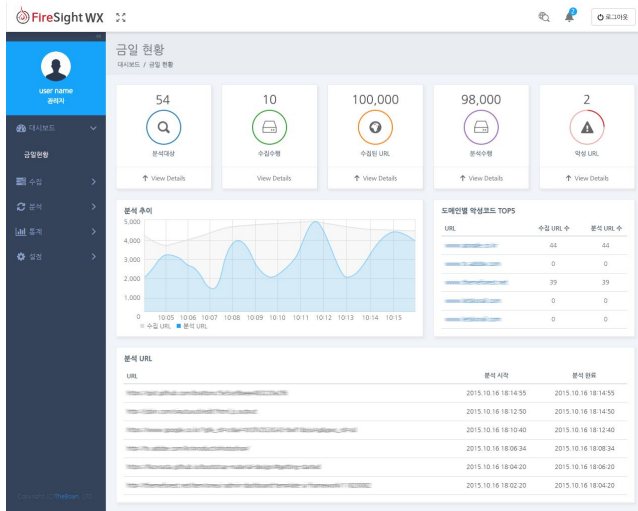 FireSight WX
2
로그아웃
user name
관리자
대시보드
금일현황
수집
분석
통계
설정
금일 현황
대시보드 / 금일 현황
54
분석대상
View Details
10
수집수행
View Details
100,000
수집된 URL
View Details
98,000
분석수행
View Details
2
악성 URL
View Details
분석 추이
5,000
4,000
3,000
2,000
1,000
0
10:05 10:06 10:07 10:08 10:09 10:10 10:11 10:12 10:13 10:14 10:15
수집 URL 분석 URL
도메인별 악성코드 TOP5
URL 수집 URL 수 분석 URL 수
44 44
0 0
39 39
0 0
0 0
분석 URL
URL 분석 시작 분석 완료
2015.10.16 18:14:55 2015.10.16 18:14:55
2015.10.16 18:12:50 2015.10.16 18:14:50
2015.10.16 18:10:40 2015.10.16 18:12:40
2015.10.16 18:06:34 2015.10.16 18:08:34
2015.10.16 18:04:20 2015.10.16 18:06:20
2015.10.16 18:02:20 2015.10.16 18:04:20